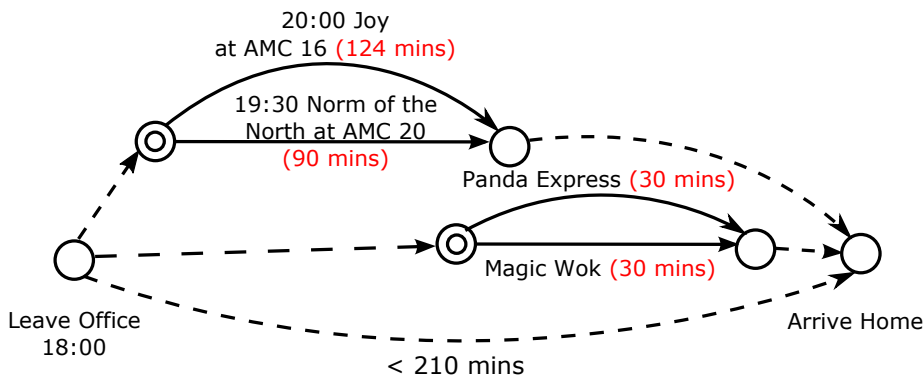 20:00 Joy
at AMC 16 (124 mins)
19:30 Norm of the
North at AMC 20
(90 mins)
Panda Express (30 mins)
Magic Wok (30 mins)
Leave Office
18:00
Arrive Home
< 210 mins